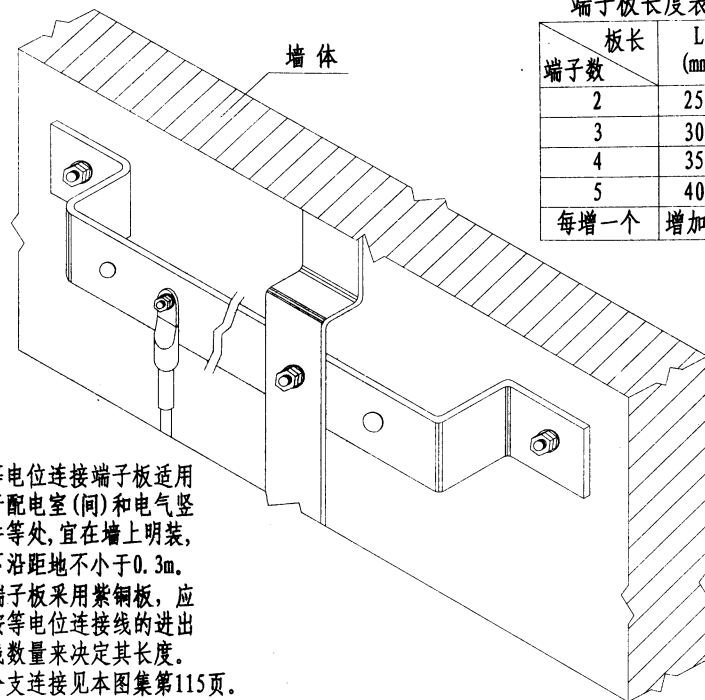 端子板长度表
墙体
板长
L
端子数
(mm
2
25
3
30
4
35
5
40
每增一个
增加
等电位连接端子板适用
于配电室(间)和电气竖
井等处,宜在墙上明装,
下沿距地不小于0.3m。
端子板采用紫铜板,应
按等电位连接线的进出
线数量来决定其长度。
分支连接见本图集第115页。